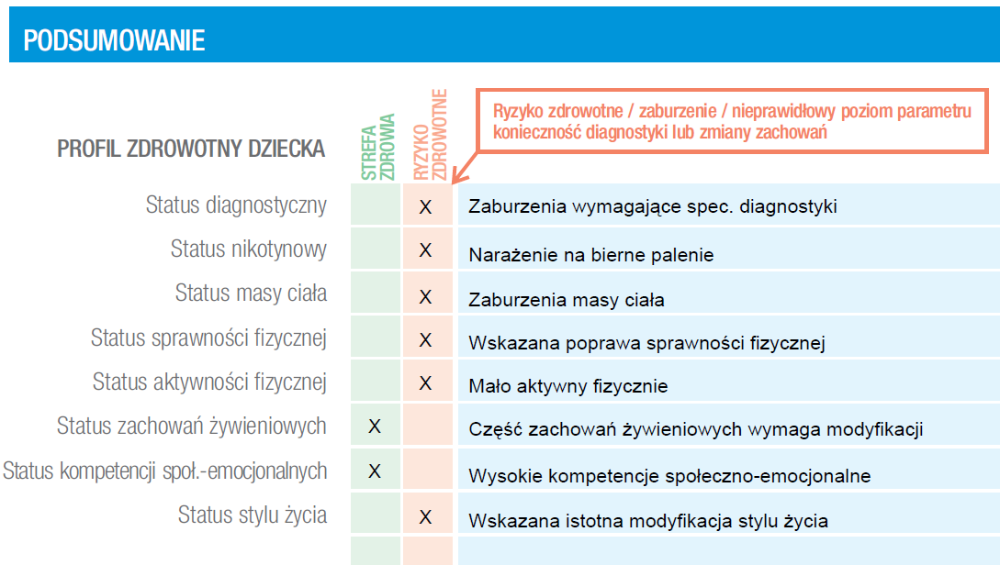 PODSUMOWANIE
PROFIL ZDROWOTNY DZIECKA
STREFA
ZDROWIA
RYZYKO
ZDROWOTNE
Ryzyko zdrowotne / zaburzenie / nieprawidłowy poziom parametru
konieczność diagnostyki lub zmiany zachowań
Status diagnostyczny X Zaburzenia wymagające spec. diagnostyki
Status nikotynowy X Narażenie na bierne palenie
Status masy ciała X Zaburzenia masy ciała
Status sprawności fizycznej X Wskazana poprawa sprawności fizycznej
Status aktywności fizycznej X Mało aktywny fizycznie
Status zachowań żywieniowych X Część zachowań żywieniowych wymaga modyfikacji
Status kompetencji społ.-emocjonalnych X Wysokie kompetencje społeczno-emocjonalne
Status stylu życia X Wskazana istotna modyfikacja stylu życia